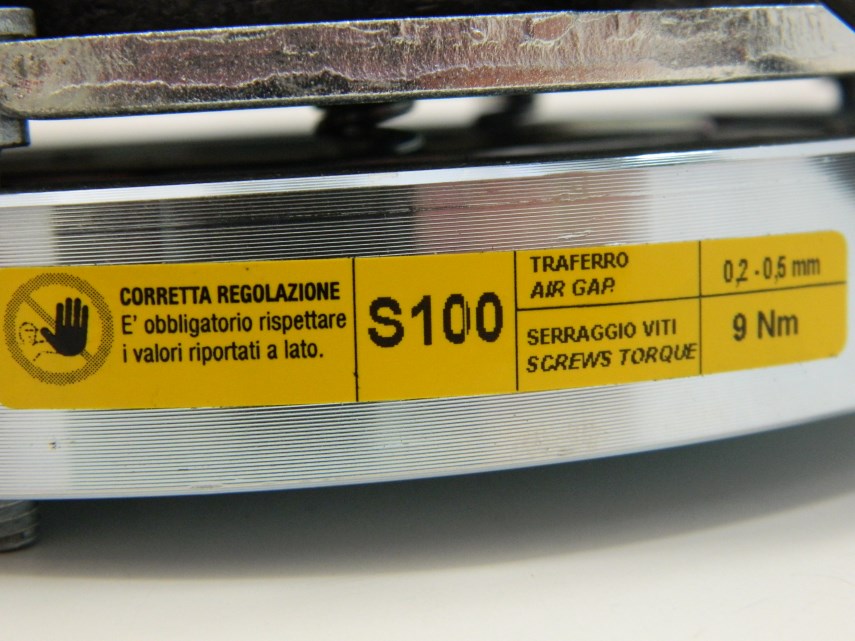 CORRETTA REGOLAZIONE
E' obbligatorio rispettare
i valori riportati a lato.
S100
TRAFERRO
AIR GAP.
0,2 - 0,5 mm
SERRAGGIO VITI
SCREWS TORQUE
9 Nm